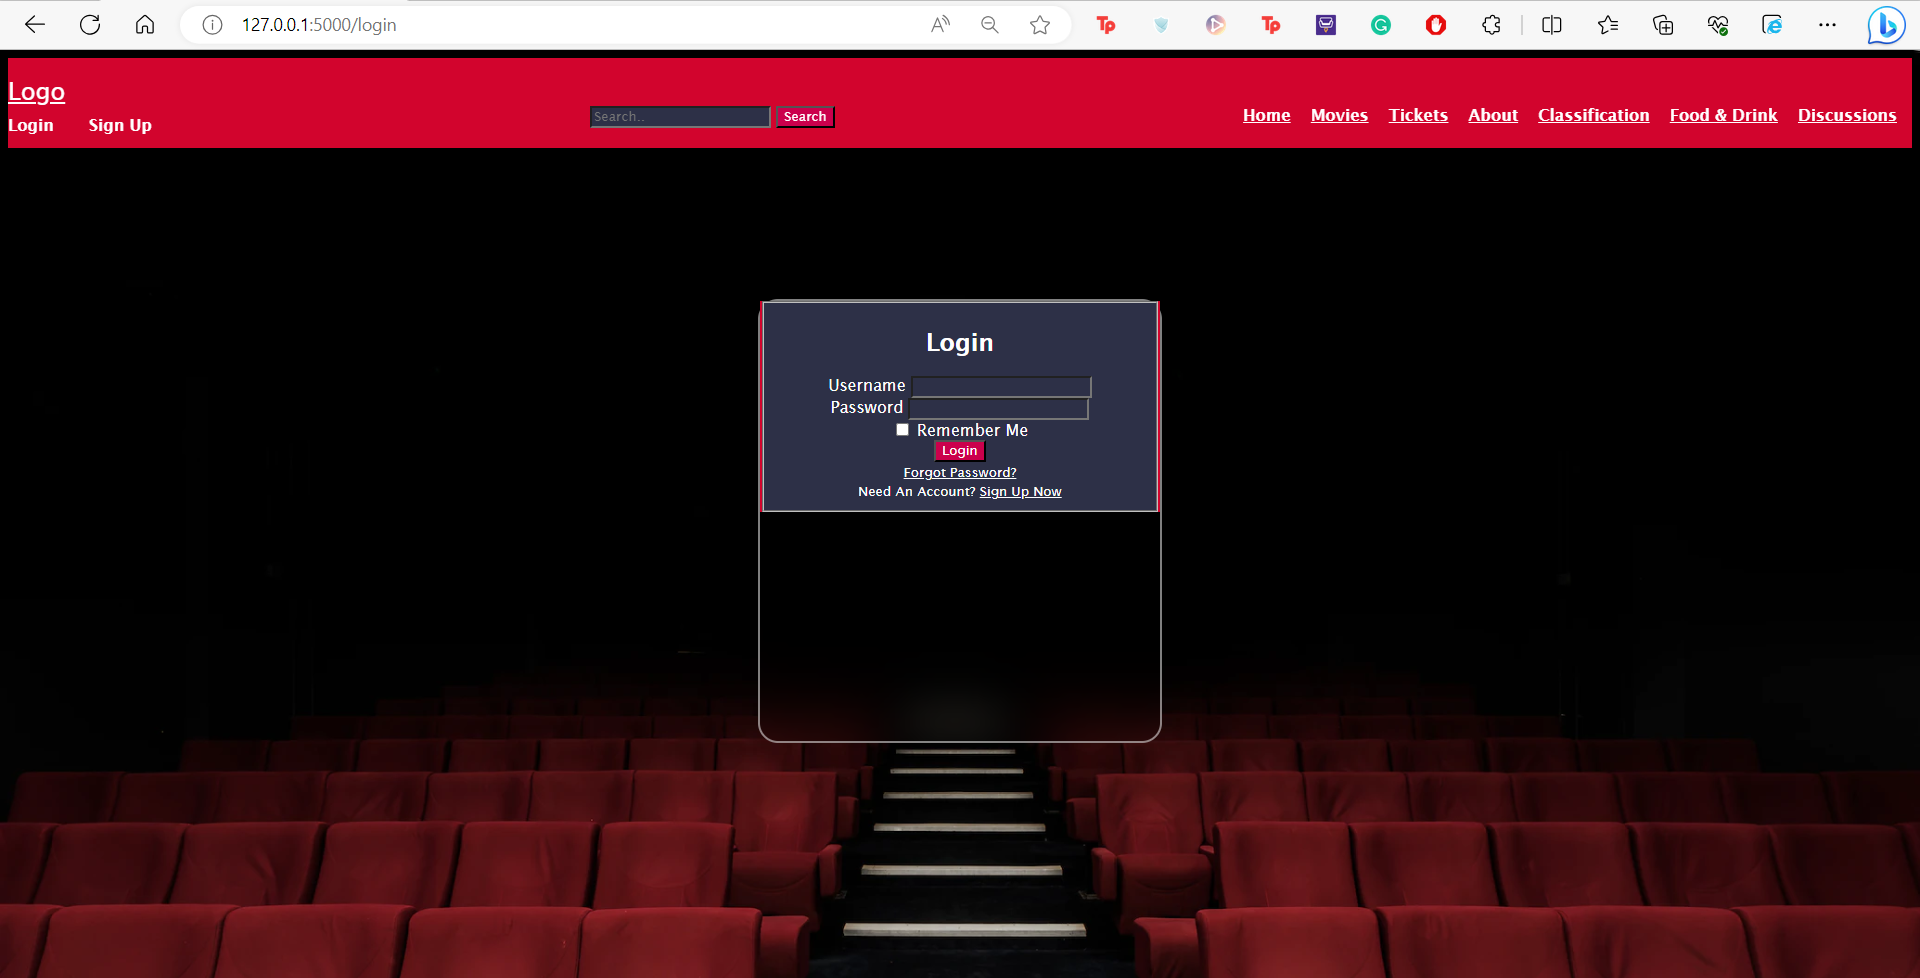 127.0.0.1:5000/login
Logo
Login Sign Up
Search.. Search
Home Movies Tickets About Classification Food & Drink Discussions
Login
Username
Password
Remember Me
Login
Forgot Password?
Need An Account? Sign Up Now